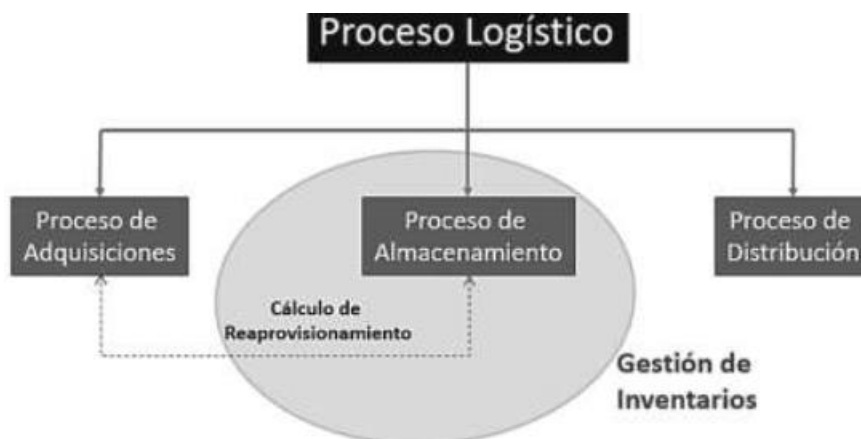 Proceso Logístico
Proceso de
Adquisiciones
Proceso de
Almacenamiento
Proceso de
Distribución
Cálculo de
Reaprovisionamiento
Gestión de
Inventarios